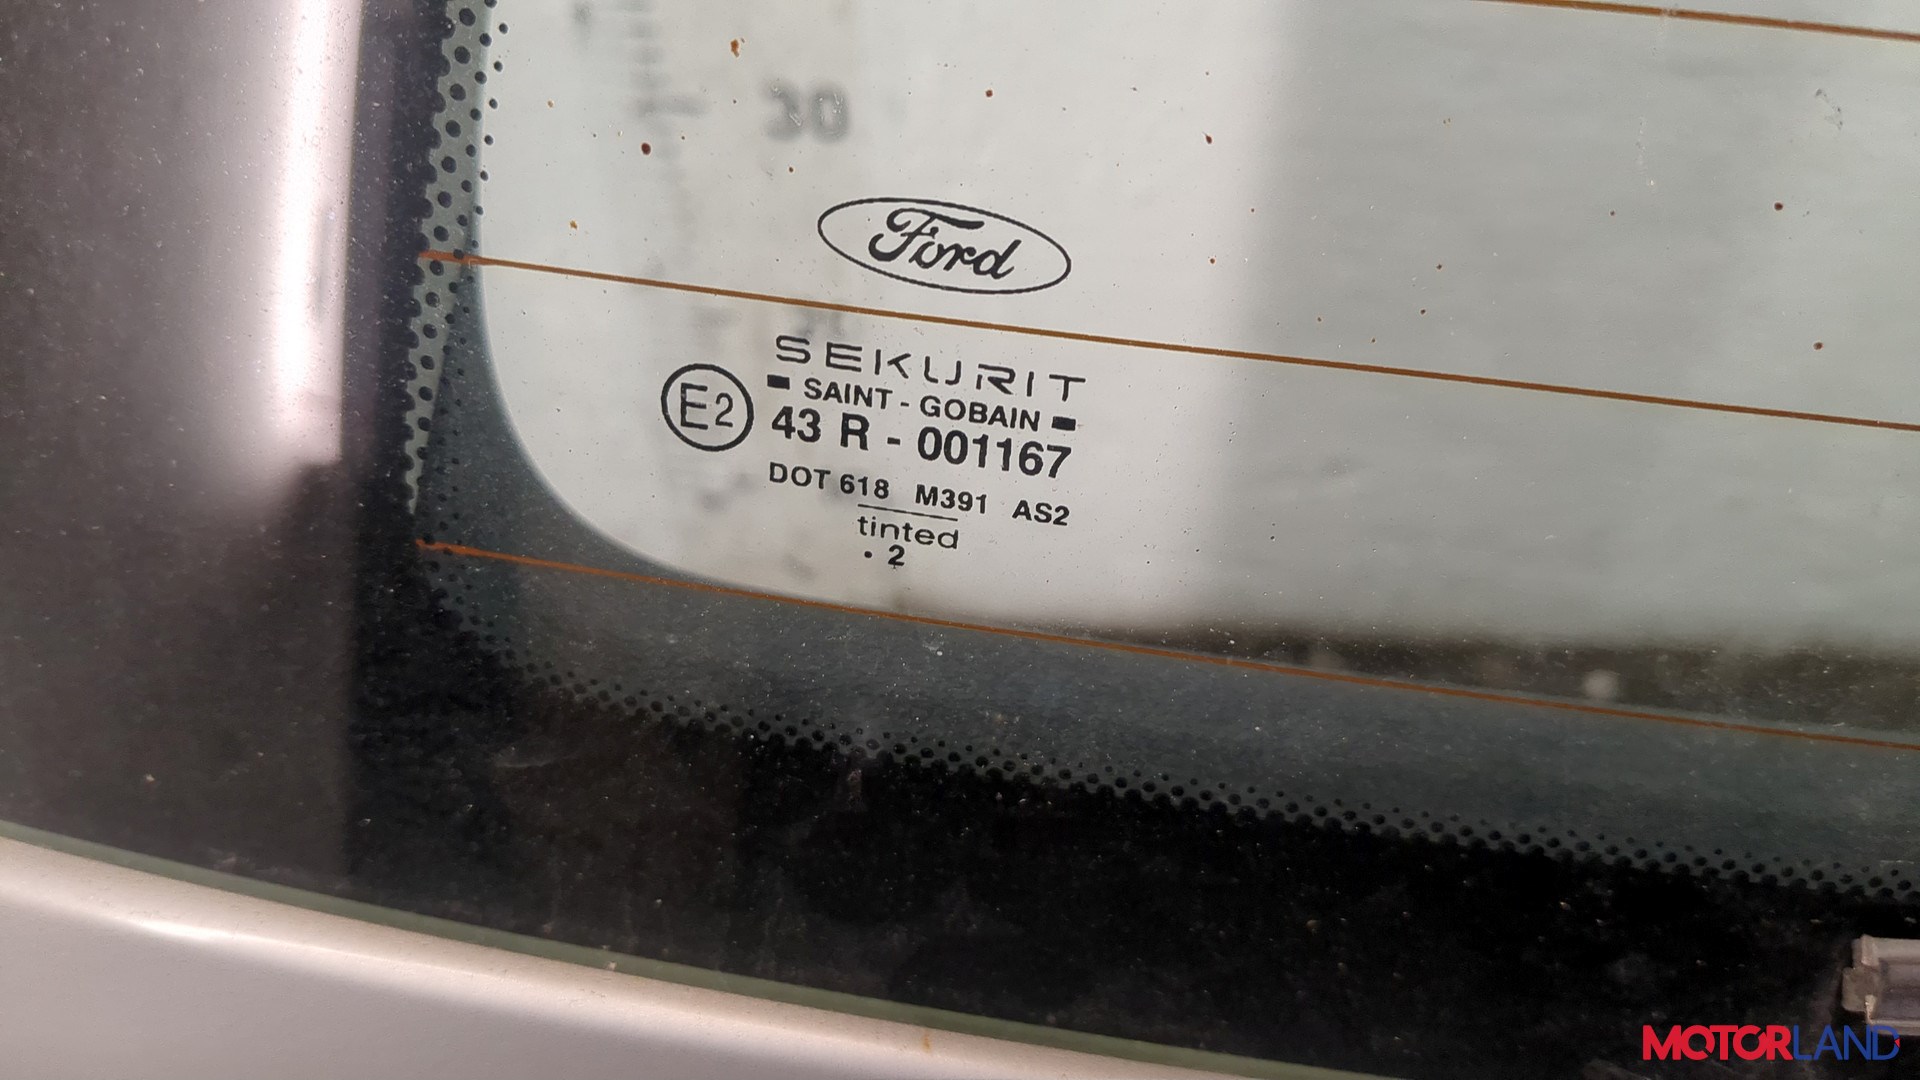 30
Ford
SEKURIT
SAINT - GOBAIN
E2
43 R - 001167
DOT 618 M391 AS2
tinted
. 2
MOTORLAND